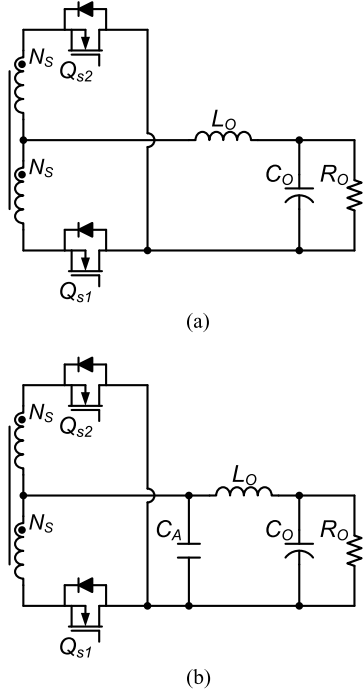 N_S
Q_s2
L_O
N_S
C_O
R_O
Q_s1
(a)
N_S
Q_s2
L_O
N_S
C_A
C_O
R_O
Q_s1
(b)